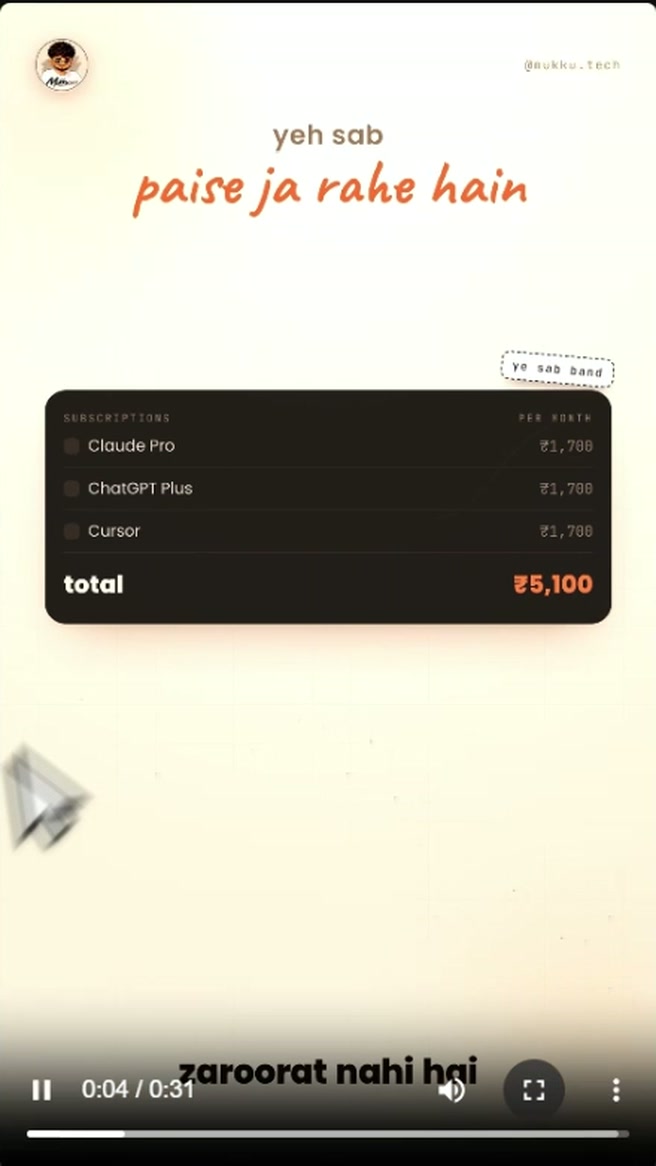 @mukku.tech
yeh sab
paise ja rahe hain
ye sab band
SUBSCRIPTIONS PER MONTH
Claude Pro ₹1,700
ChatGPT Plus ₹1,700
Cursor ₹1,700
total ₹5,100
zaroorat nahi hai
0:04 / 0:31